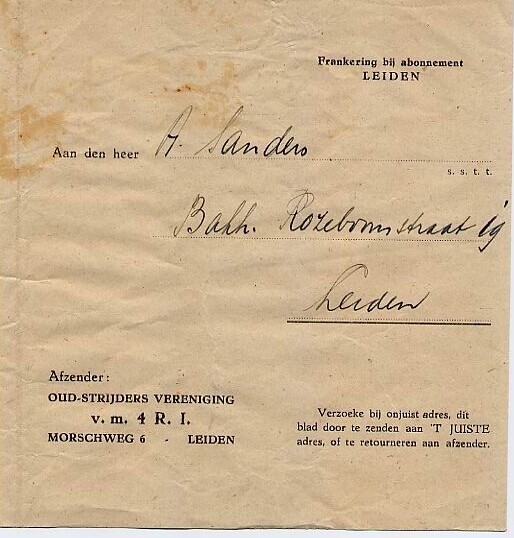 Frankering bij abonnement
LEIDEN
Aan den heer A. Sanders
s. s. t. t.
Bakh. Rozeboomstraat 19
Leiden
Afzender:
OUD-STRIJDERS VERENIGING
v. m. 4 R. I.
MORSCHWEG 6 - LEIDEN
Verzoeke bij onjuist adres, dit
blad door te zenden aan 'T JUISTE
adres, of te retourneren aan afzender.